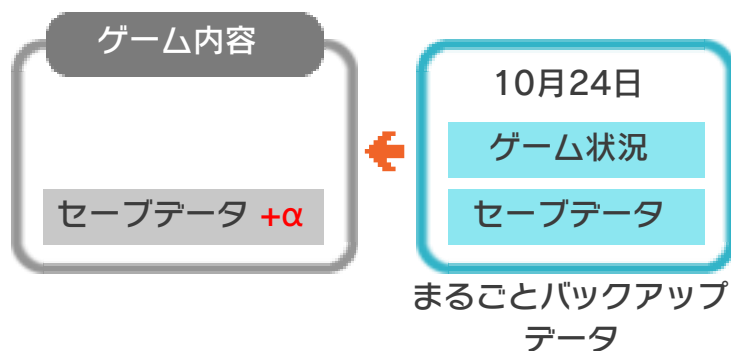 ゲーム内容
セーブデータ +α
10月24日
ゲーム状況
セーブデータ
まるごとバックアップ
データ